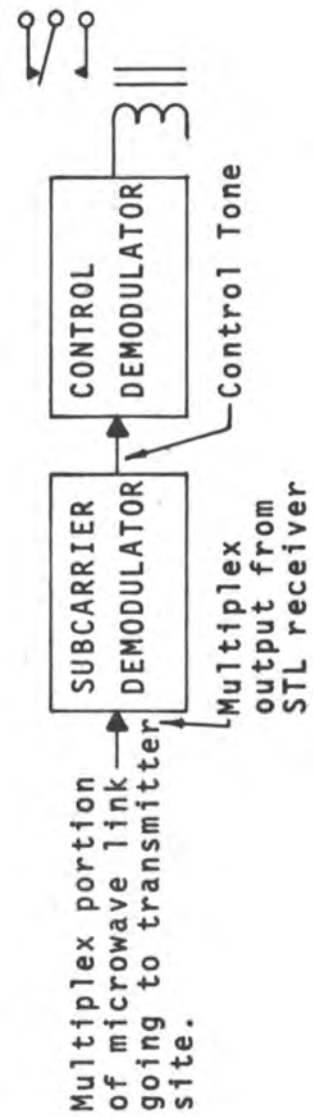 Multiplex portion
of microwave link
going to transmitter
site.
SUBCARRIER
DEMODULATOR
Multiplex
output from
STL receiver
CONTROL
DEMODULATOR
Control Tone